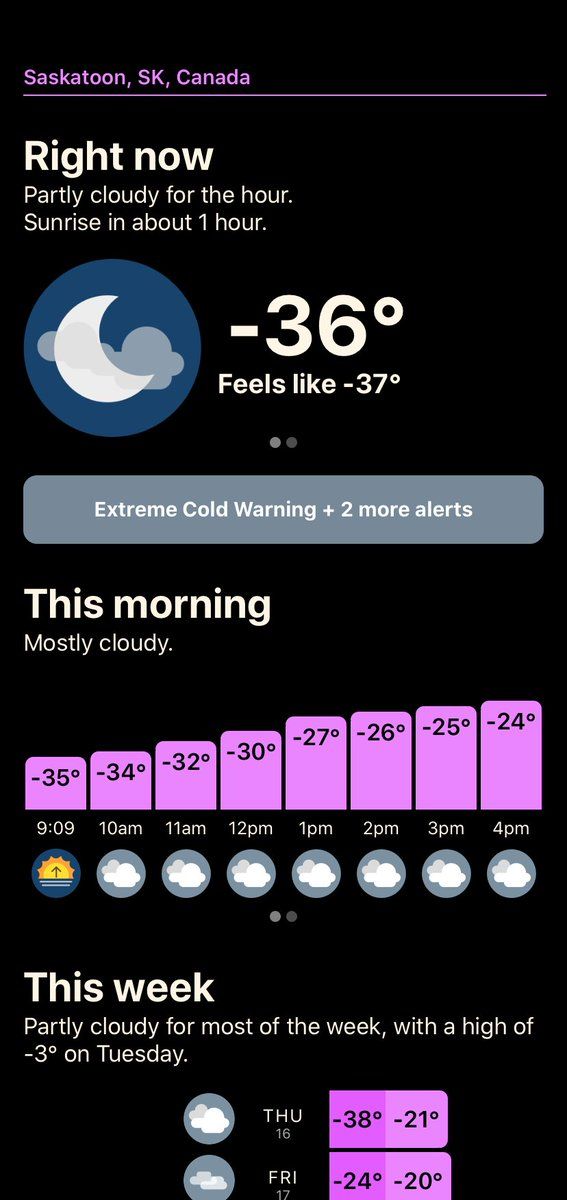 Saskatoon, SK, Canada
Right now
Partly cloudy for the hour.
Sunrise in about 1 hour.
-36°
Feels like -37°
Extreme Cold Warning + 2 more alerts
This morning
Mostly cloudy.
-35° -34° -32° -30° -27° -26° -25° -24°
9:09 10am 11am 12pm 1pm 2pm 3pm 4pm
This week
Partly cloudy for most of the week, with a high of
-3° on Tuesday.
THU -38° -21°
16
FRI -24° -20°
17